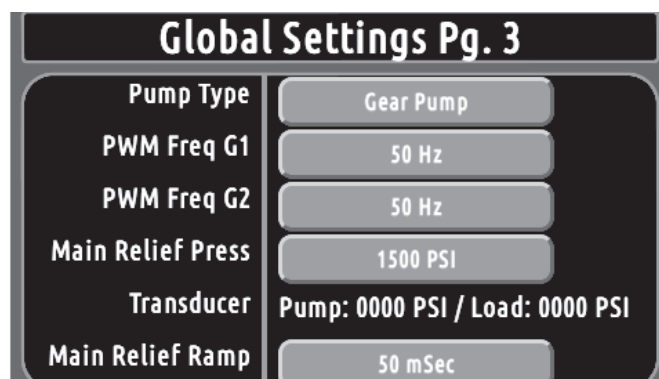 Global Settings Pg. 3
Pump Type Gear Pump
PWM Freq G1 50 Hz
PWM Freq G2 50 Hz
Main Relief Press 1500 PSI
Transducer Pump: 0000 PSI / Load: 0000 PSI
Main Relief Ramp 50 mSec